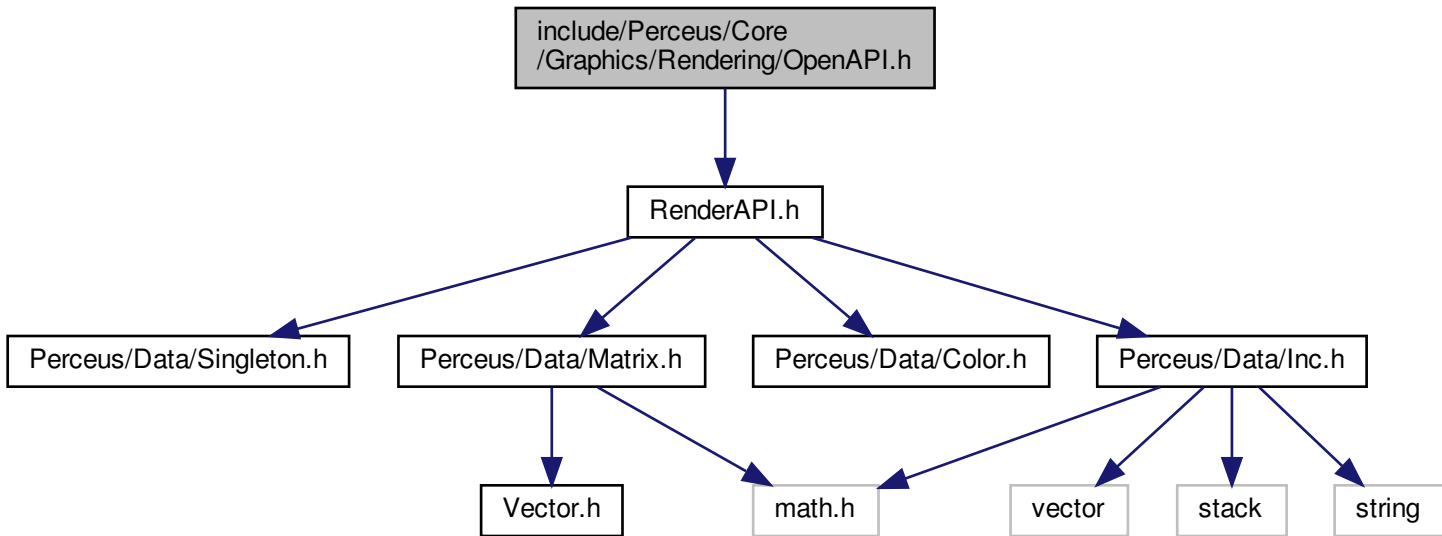 include/Perceus/Core
/Graphics/Rendering/OpenAPI.h
RenderAPI.h
Perceus/Data/Singleton.h
Perceus/Data/Matrix.h
Perceus/Data/Color.h
Perceus/Data/Inc.h
Vector.h
math.h
vector
stack
string